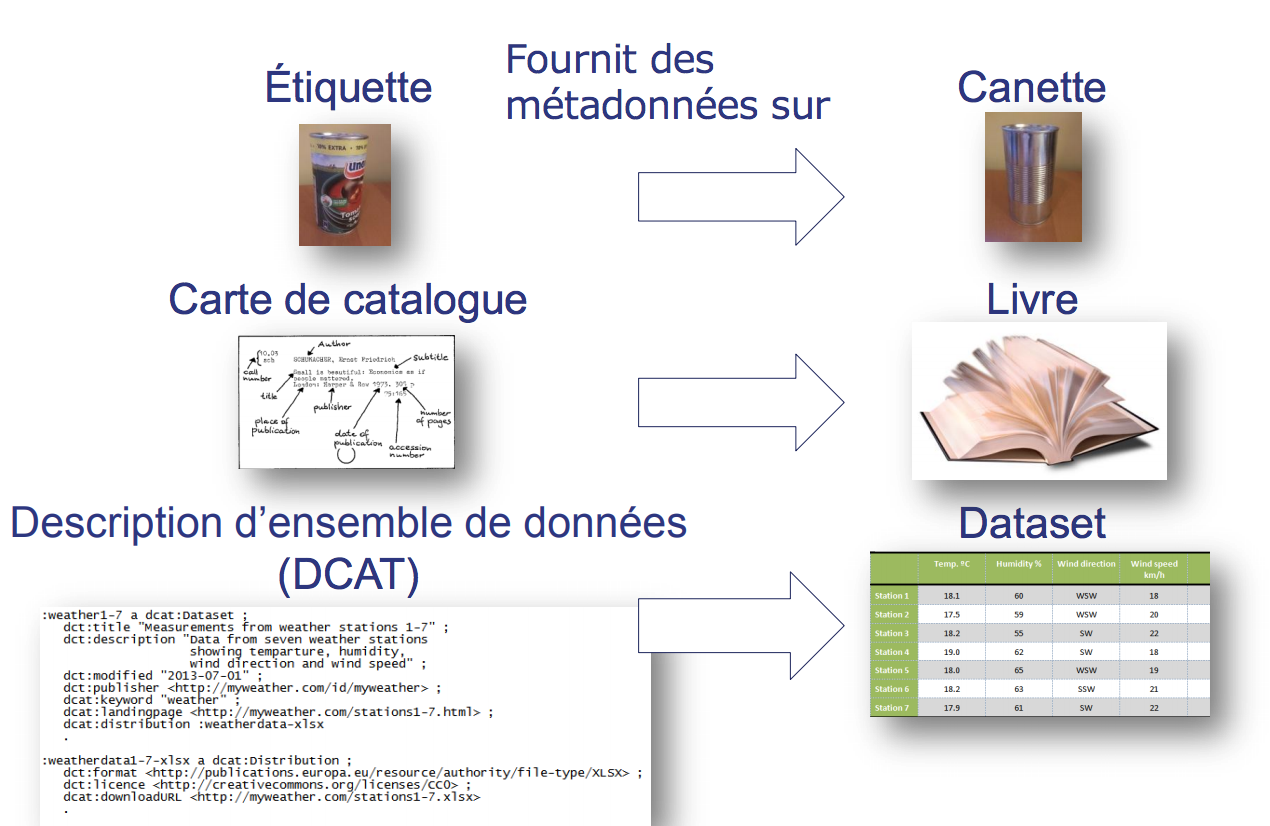 Étiquette
Fournit des
métadonnées sur
Canette
10% EXTRA
Carte de catalogue
Livre
Author
10.03
sch
SCHUMACHER, Ernst Friedrich
subtitle
call
number
Small is beautiful: Economics as if
people mattered.
London: Harper & Row 1973. 305 p
title
publisher
number
of pages
place of
publication
date of
publication
accession
number
Description d’ensemble de données
(DCAT)
Dataset
:weather1-7 a dcat:Dataset ;
dct:title "Measurements from weather stations 1-7" ;
dct:description "Data from seven weather stations
showing temparture, humidity,
wind direction and wind speed" ;
dct:modified "2013-07-01" ;
dct:publisher <http://myweather.com/id/myweather> ;
dcat:keyword "weather" ;
dcat:landingpage <http://myweather.com/stations1-7.html> ;
dcat:distribution :weatherdata-xlsx
.
:weatherdata1-7-xlsx a dcat:Distribution ;
dct:format <http://publications.europa.eu/resource/authority/file-type/XLSX> ;
dct:licence <http://creativecommons.org/licenses/CC0> ;
dcat:downloadURL <http://myweather.com/stations1-7.xlsx>
.
Temp. ºC Humidity % Wind direction Wind speed
km/h
Station 1 18.1 60 WSW 18
Station 2 17.5 59 WSW 20
Station 3 18.2 55 SW 22
Station 4 19.0 62 SW 18
Station 5 18.0 65 WSW 19
Station 6 18.2 63 SSW 21
Station 7 17.9 61 SW 22